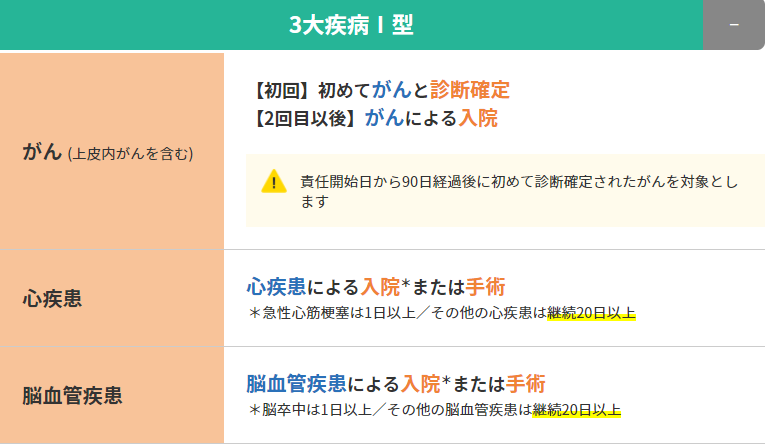 3大疾病Ⅰ型
−
がん (上皮内がんを含む)
【初回】初めてがんと診断確定
【2回目以後】がんによる入院
責任開始日から90日経過後に初めて診断確定されたがんを対象とし
ます
心疾患
心疾患による入院*または手術
＊急性心筋梗塞は1日以上／その他の心疾患は継続20日以上
脳血管疾患
脳血管疾患による入院*または手術
＊脳卒中は1日以上／その他の脳血管疾患は継続20日以上